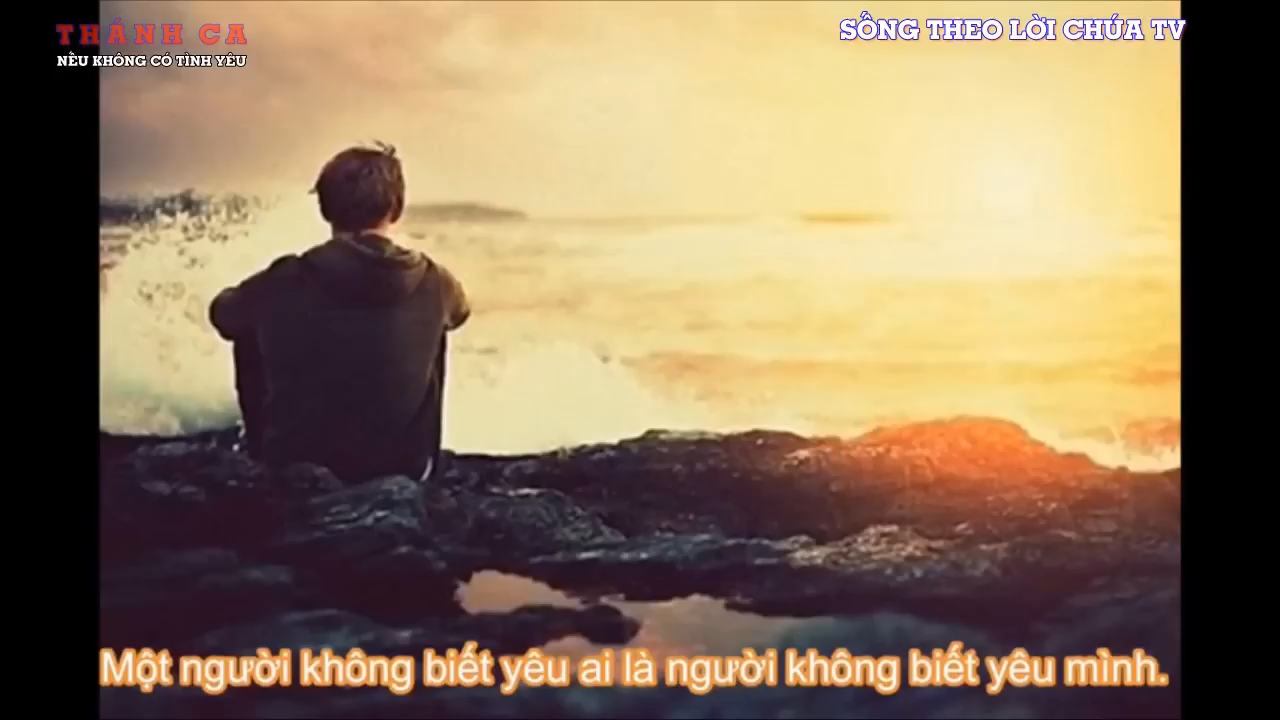 THÁNH CA
NẾU KHÔNG CÓ TÌNH YÊU
SỐNG THEO LỜI CHÚA TV
Một người không biết yêu ai là người không biết yêu mình.